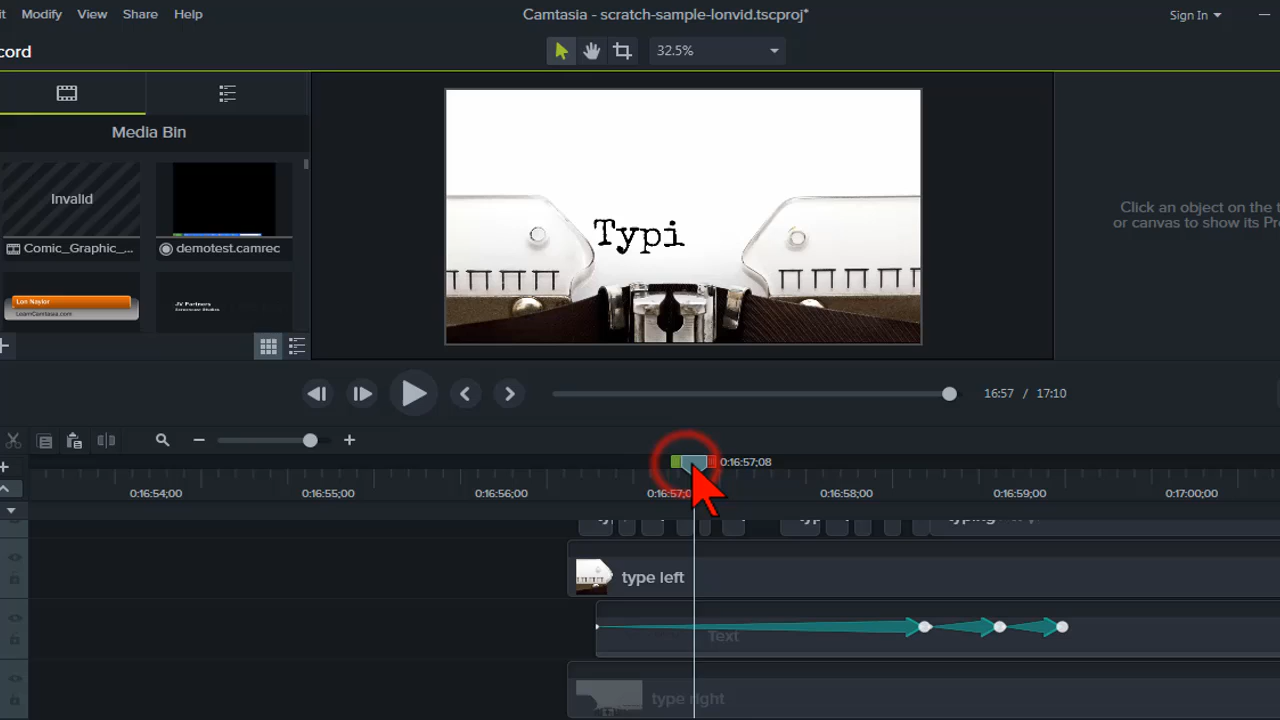 Modify View Share Help
Camtasia - scratch-sample-lonvid.tscproj*
Sign In
cord
32.5%
Media Bin
Invalid
Comic_Graphic_...
demotest.camrec
Lon Naylor
LearnCamtasia.com
JV Partners
Click an object on the
or canvas to show its Pr
Typi
16:57 / 17:10
0:16:57;08
0:16:54;00
0:16:55;00
0:16:56;00
0:16:57;0
0:16:58;00
0:16:59;00
0:17:00;00
type left
Text
type right